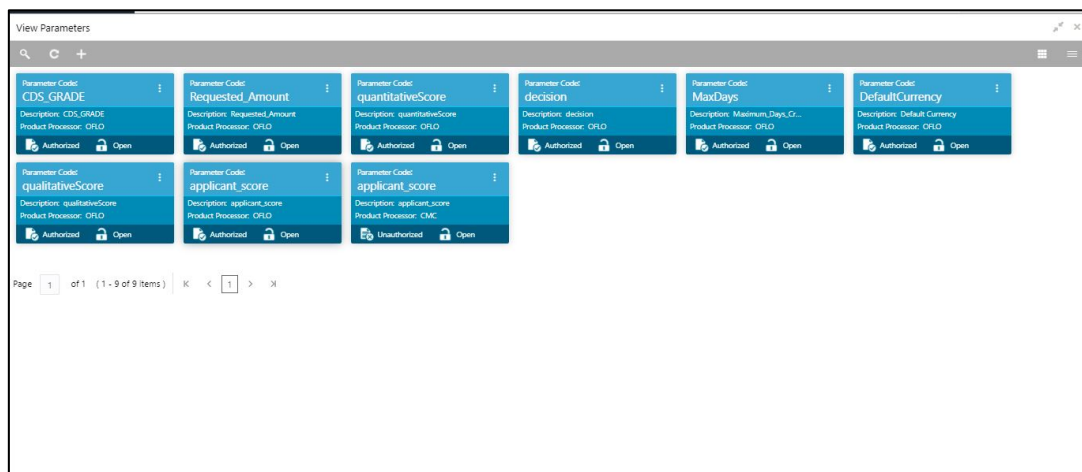 View Parameters
Parameter Code:
CDS_GRADE
Description: CDS_GRADE
Product Processor: OFLO
Authorized Open
Parameter Code:
Requested_Amount
Description: Requested_Amount
Product Processor: OFLO
Authorized Open
Parameter Code:
quantitativeScore
Description: quantitativeScore
Product Processor: OFLO
Authorized Open
Parameter Code:
decision
Description: decision
Product Processor: OFLO
Authorized Open
Parameter Code:
MaxDays
Description: Maximum_Days_Cr...
Product Processor: OFLO
Authorized Open
Parameter Code:
DefaultCurrency
Description: Default Currency
Product Processor: OFLO
Authorized Open
Parameter Code:
qualitativeScore
Description: qualitativeScore
Product Processor: OFLO
Authorized Open
Parameter Code:
applicant_score
Description: applicant_score
Product Processor: OFLO
Authorized Open
Parameter Code:
applicant_score
Description: applicant_score
Product Processor: CMC
Unauthorized Open
Page 1 of 1 (1 - 9 of 9 items) 1